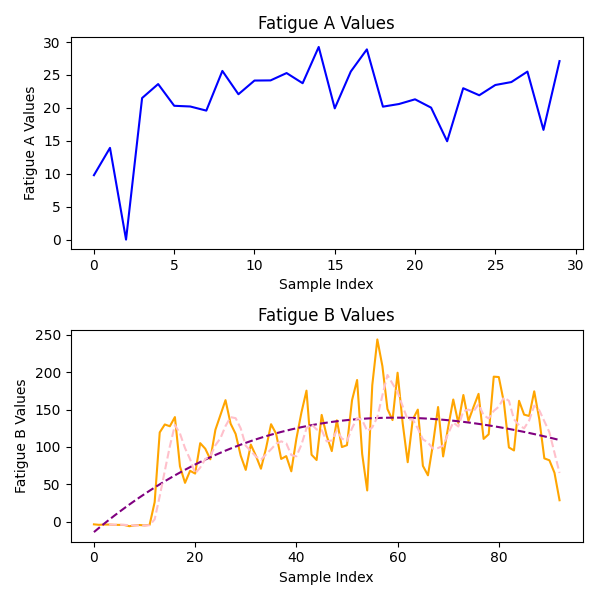 Fatigue A Values
Fatigue A Values
30
25
20
15
10
5
0
0 5 10 15 20 25 30
Sample Index
Fatigue B Values
Fatigue B Values
250
200
150
100
50
0
0 20 40 60 80
Sample Index